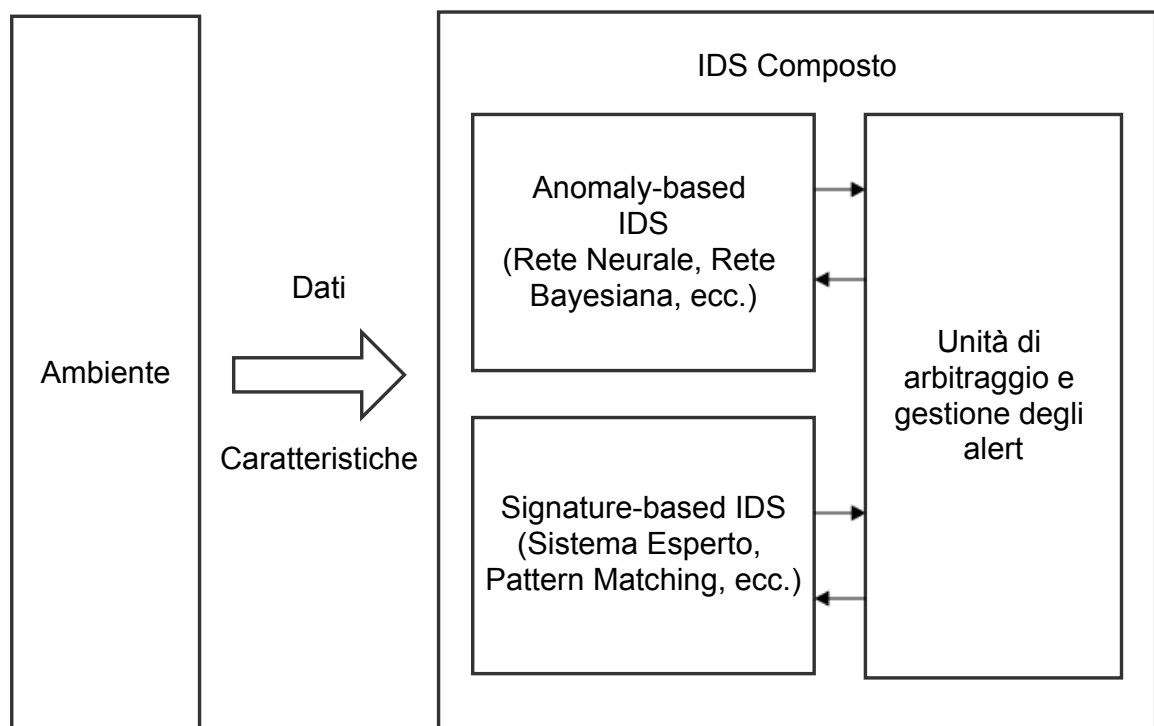 Ambiente
Dati
Caratteristiche
IDS Composto
Anomaly-based
IDS
(Rete Neurale, Rete
Bayesiana, ecc.)
Signature-based IDS
(Sistema Esperto,
Pattern Matching, ecc.)
Unità di
arbitraggio e
gestione degli
alert